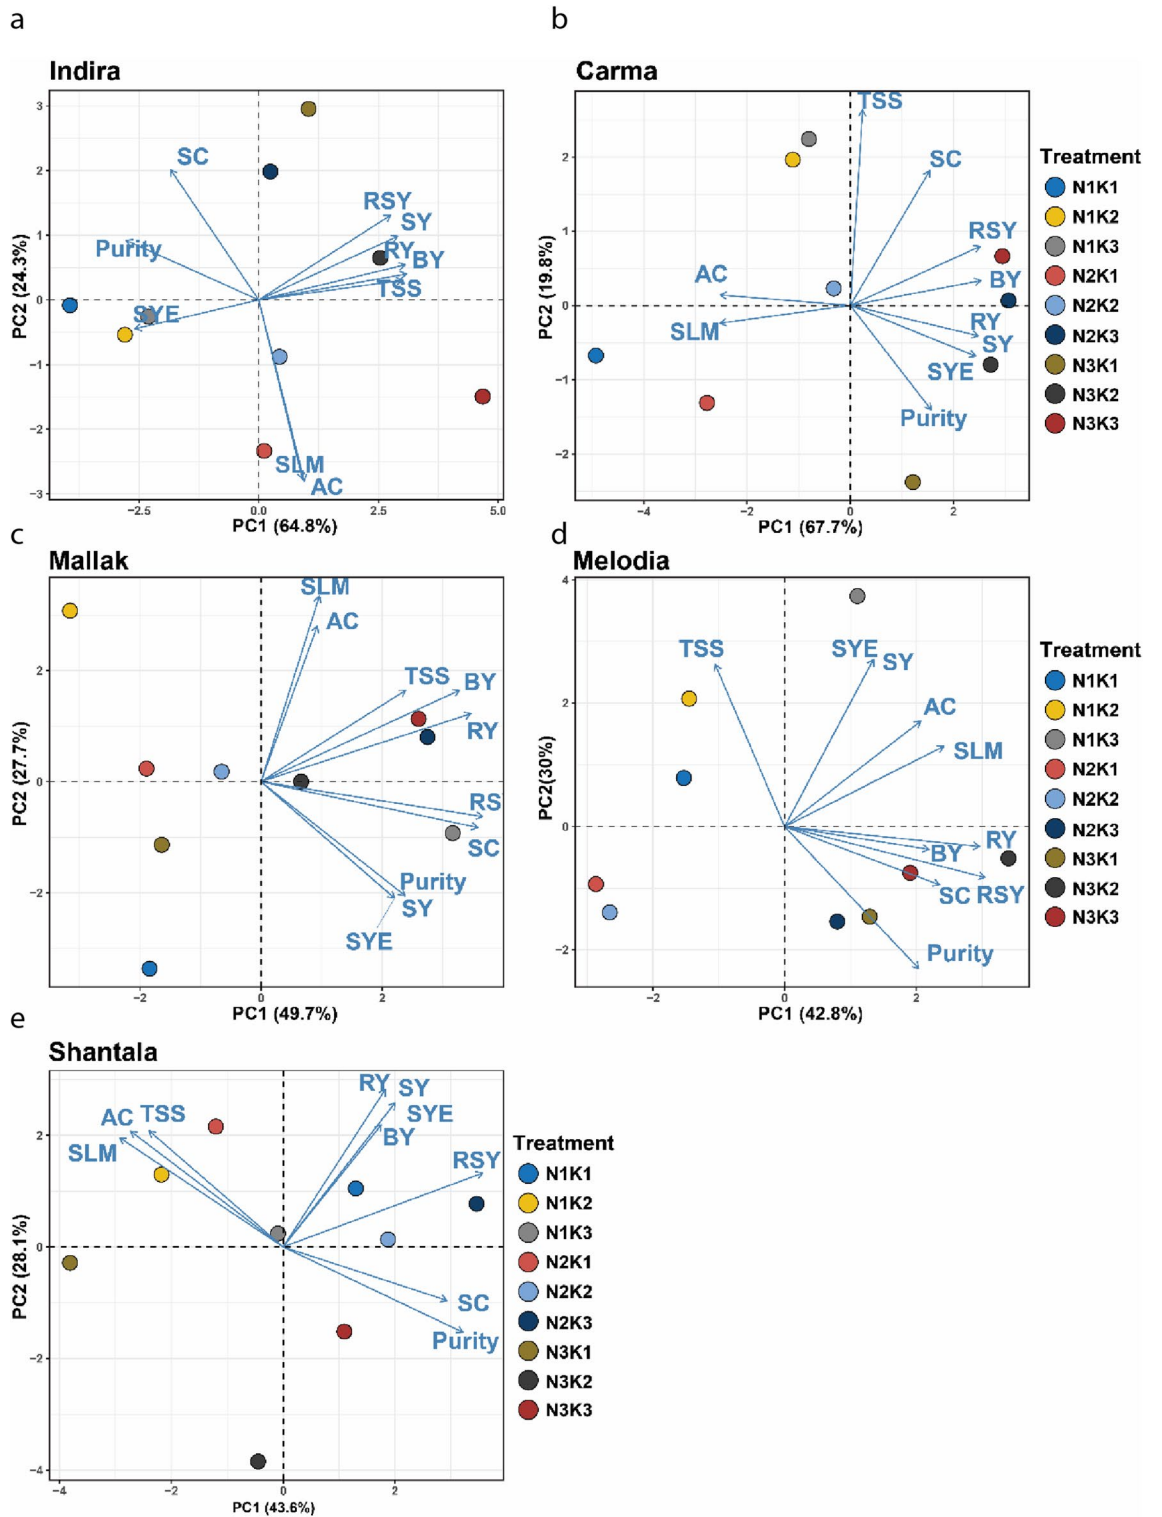 a
Indira
3
2
1
0
−1
−2
−3
PC2 (24.3%)
SC
Purity
SYE
RSY
SY
RY
BY
TSS
SLM
AC
−2.5
0.0
2.5
5.0
PC1 (64.8%)
b
Carma
2
1
0
−1
−2
PC2 (19.8%)
TSS
SC
RSY
BY
AC
SLM
RY
SY
SYE
Purity
−4
−2
0
2
PC1 (67.7%)
Treatment
N1K1
N1K2
N1K3
N2K1
N2K2
N2K3
N3K1
N3K2
N3K3
c
Mallak
2
0
−2
PC2 (27.7%)
SLM
AC
TSS
BY
RY
RS
SC
Purity
SY
SYE
−2
0
2
PC1 (49.7%)
d
Melodia
4
2
0
−2
PC2(30%)
TSS
SYE
SY
AC
SLM
RY
BY
SC
RSY
Purity
−2
0
2
PC1 (42.8%)
Treatment
N1K1
N1K2
N1K3
N2K1
N2K2
N2K3
N3K1
N3K2
N3K3
e
Shantala
2
0
−2
−4
PC2 (28.1%)
AC
TSS
SLM
RY
SY
SYE
BY
RSY
SC
Purity
−4
−2
0
2
PC1 (43.6%)
Treatment
N1K1
N1K2
N1K3
N2K1
N2K2
N2K3
N3K1
N3K2
N3K3